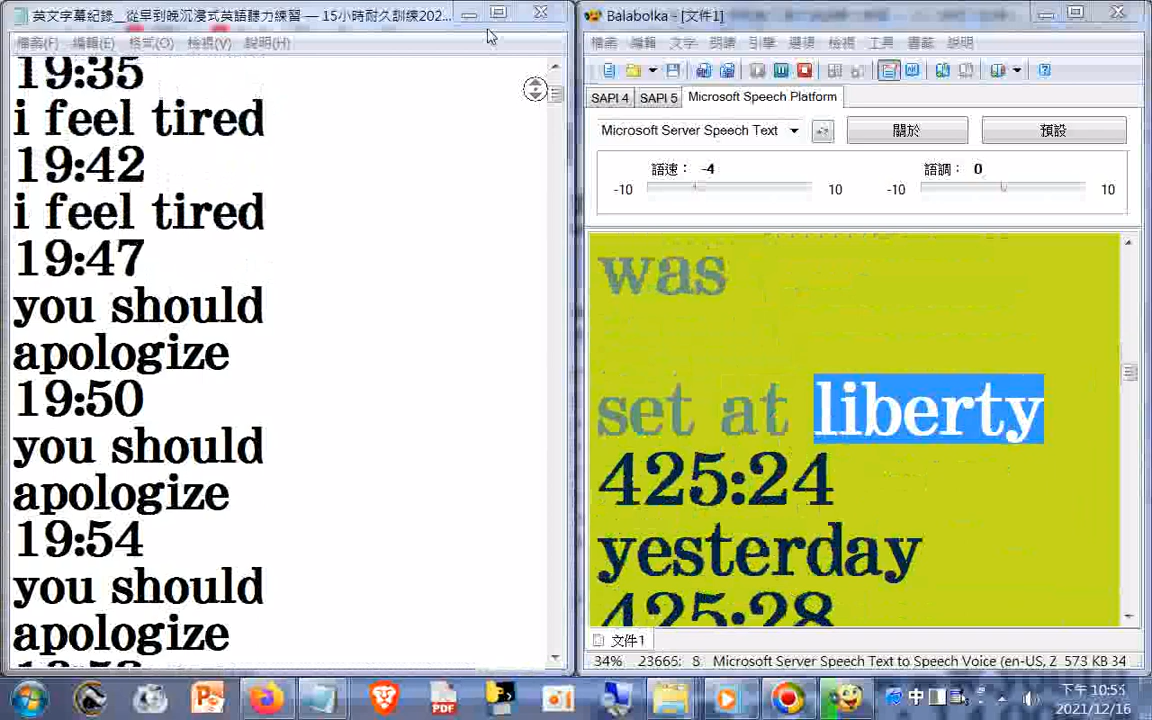 英文字幕紀錄__從早到晚沉浸式英語聽力練習 — 15小時耐久訓練202...
檔案(F) 編輯(E) 格式(O) 檢視(V) 說明(H)
19:35
i feel tired
19:42
i feel tired
19:47
you should
apologize
19:50
you should
apologize
19:54
you should
apologize
Balabolka - [文件1]
檔案 編輯 文字 朗讀 引擎 選項 檢視 工具 書籤 說明
SAPI 4 SAPI 5 Microsoft Speech Platform
Microsoft Server Speech Text
關於
預設
語速： -4
語調： 0
-10 10 -10 10
was
set at liberty
425:24
yesterday
425:28
文件1
34% 23665: 8 Microsoft Server Speech Text to Speech Voice (en-US, Z 573 KB 34
PDF
中
下午 10:55
2021/12/16